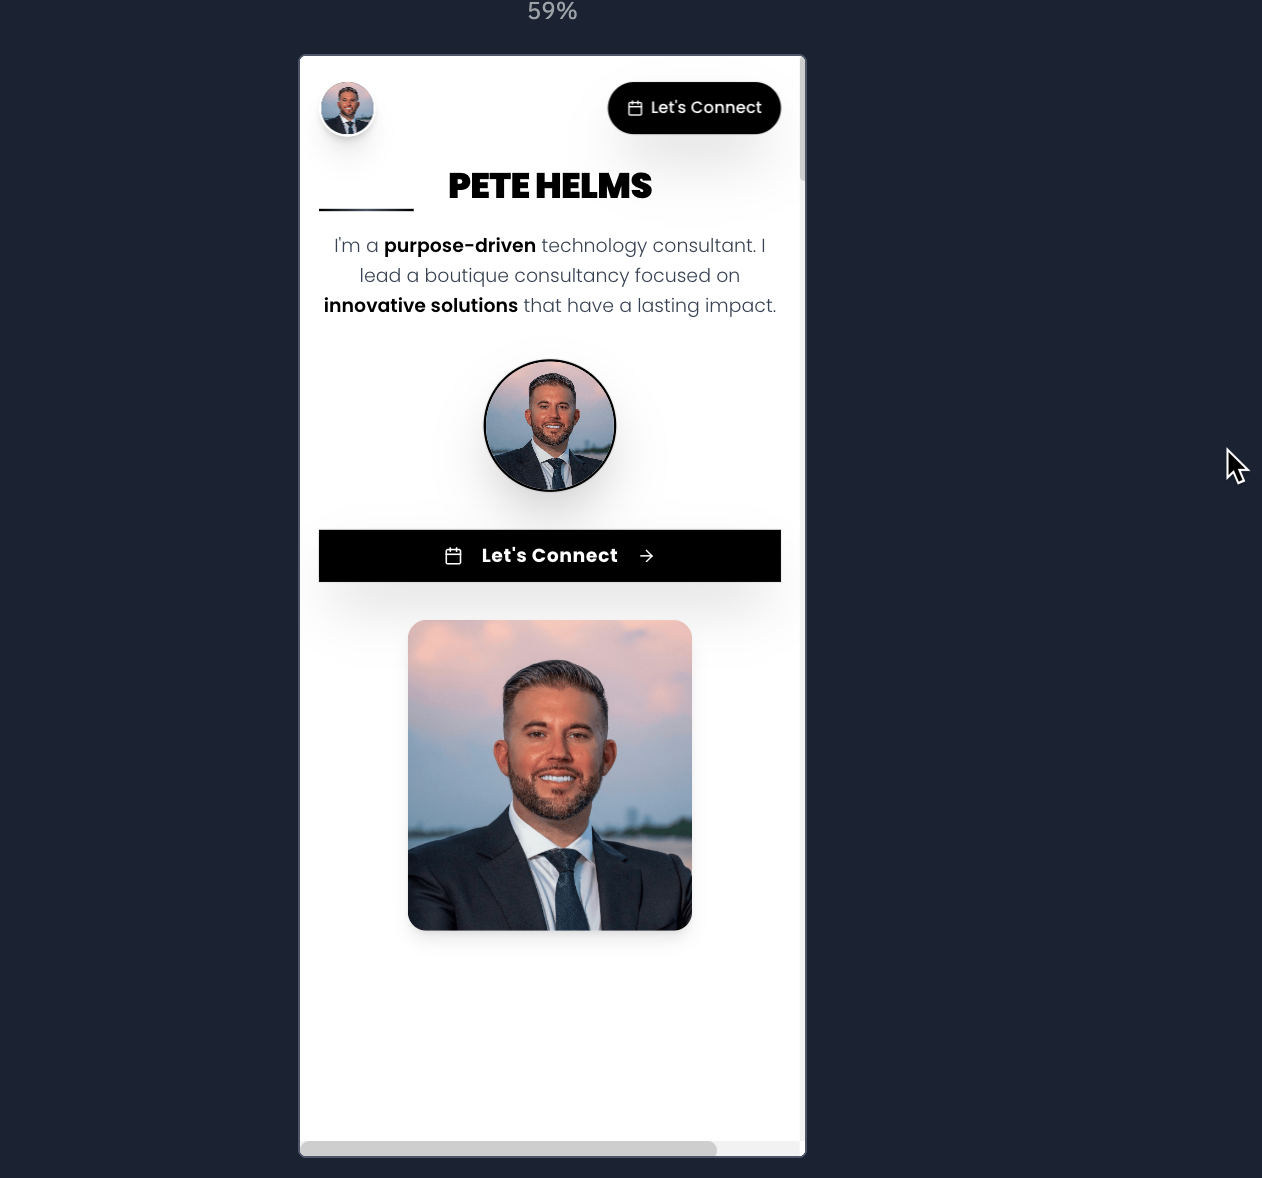 59%
Let's Connect
PETE HELMS
I'm a purpose-driven technology consultant. I
lead a boutique consultancy focused on
innovative solutions that have a lasting impact.
Let's Connect